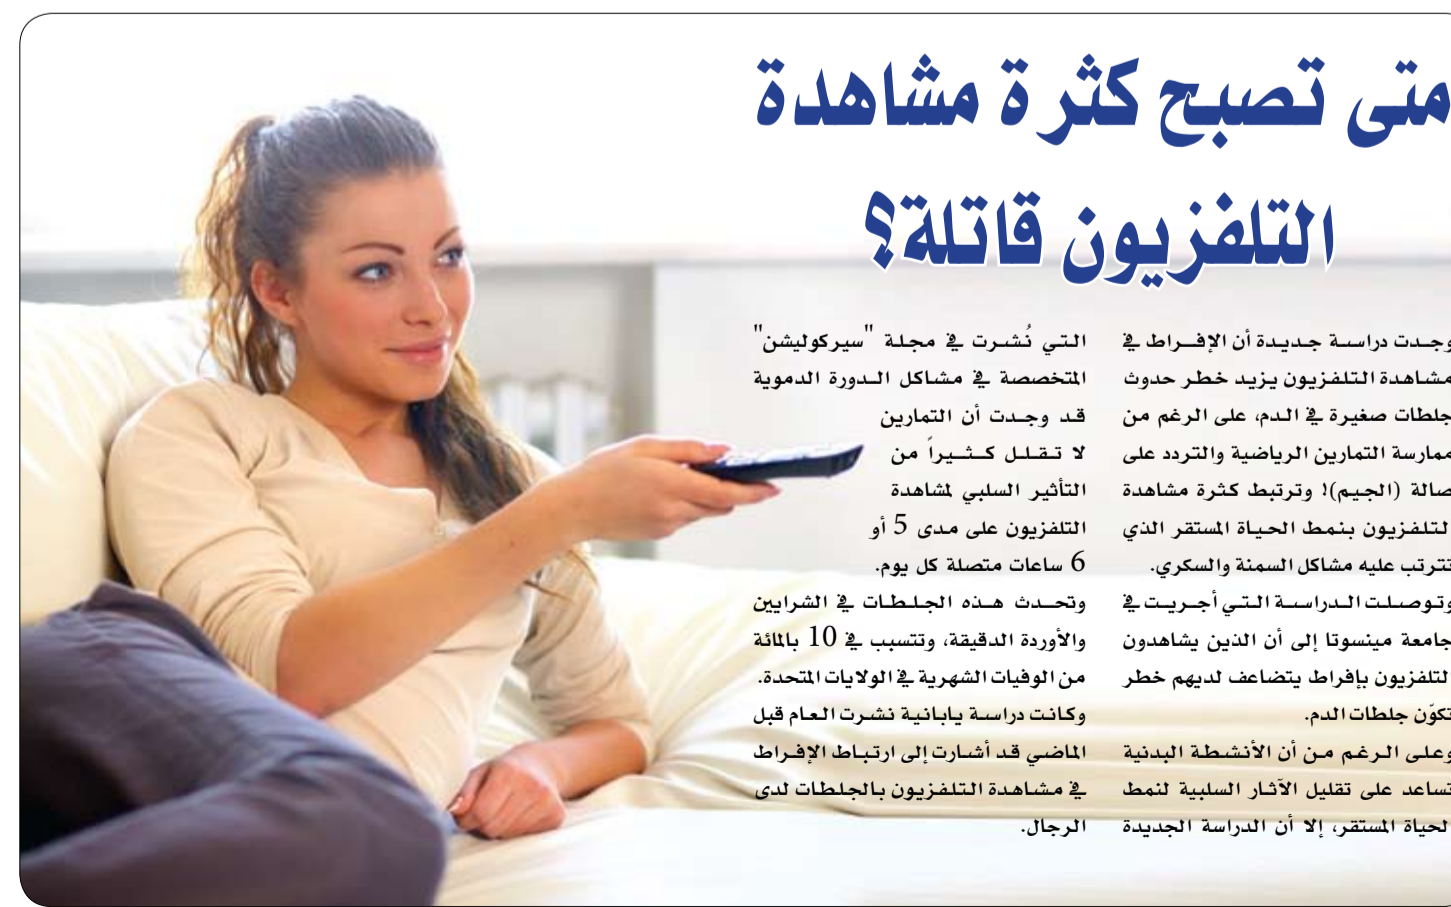 متى تصبح كثرة مشاهدة
التلفزيون قاتلة؟
وجدت دراسة جديدة أن الإفراط في
مشاهدة التلفزيون يزيد خطر حدوث
جلطات صغيرة في الدم، على الرغم من
ممارسة التمارين الرياضية والتردد على
صالة (الجيم)! وترتبط كثرة مشاهدة
التلفزيون بنمط الحياة المستقر الذي
تترتب عليه مشاكل السمنة والسكري.
وتوصلت الدراسة التي أجريت في
جامعة مينسوتا إلى أن الذين يشاهدون
التلفزيون بإفراط يتضاعف لديهم خطر
تكوّن جلطات الدم.
وعلى الرغم من أن الأنشطة البدنية
تساعد على تقليل الآثار السلبية لنمط
الحياة المستقر، إلا أن الدراسة الجديدة
التي نُشرت في مجلة "سيركوليشن"
المتخصصة في مشاكل الدورة الدموية
قد وجدت أن التمارين
لا تقلل كثيراً من
التأثير السلبي لمشاهدة
التلفزيون على مدى 5 أو
6 ساعات متصلة كل يوم.
وتحدث هذه الجلطات في الشرايين
والأوردة الدقيقة، وتتسبب في 10 بالمائة
من الوفيات الشهرية في الولايات المتحدة.
وكانت دراسة يابانية نشرت العام قبل
الماضي قد أشارت إلى ارتباط الإفراط
في مشاهدة التلفزيون بالجلطات لدى
الرجال.